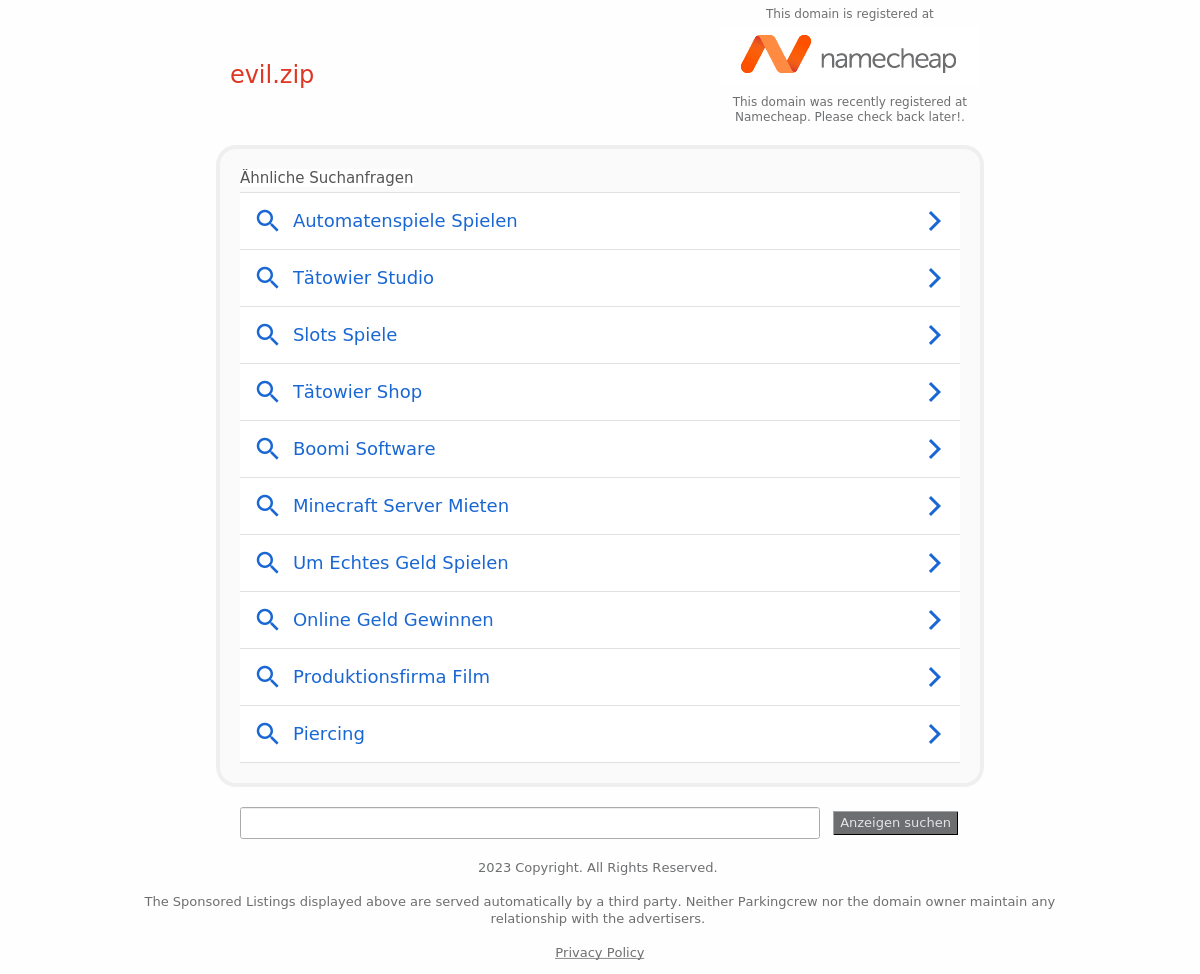 This domain is registered at
namecheap
evil.zip
This domain was recently registered at
Namecheap. Please check back later!.
Ähnliche Suchanfragen
Automatenspiele Spielen
Tätowier Studio
Slots Spiele
Tätowier Shop
Boomi Software
Minecraft Server Mieten
Um Echtes Geld Spielen
Online Geld Gewinnen
Produktionsfirma Film
Piercing
Anzeigen suchen
2023 Copyright. All Rights Reserved.
The Sponsored Listings displayed above are served automatically by a third party. Neither Parkingcrew nor the domain owner maintain any
relationship with the advertisers.
Privacy Policy